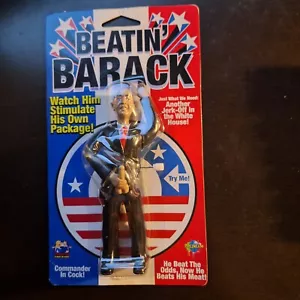 BEATIN'
BARACK
Watch Him
Stimulate
His Own
Package!
Just What We Need!
Another
Jerk-Off in the
White
House!
Try Me!
Commander
In Cock!
He Beat The
Odds, Now He
Beats His Meat!